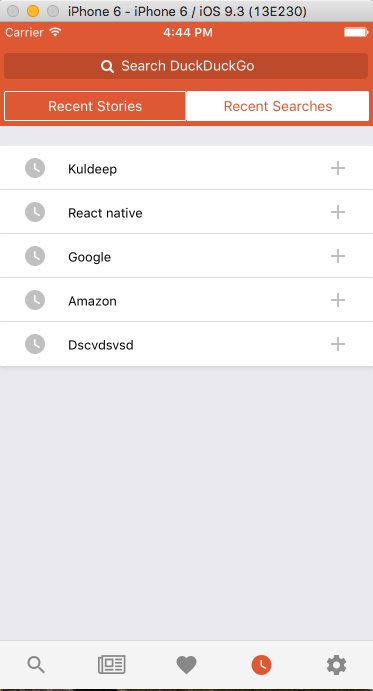 iPhone 6 - iPhone 6 / iOS 9.3 (13E230)
Carrier 4:44 PM
Search DuckDuckGo
Recent Stories Recent Searches
Kuldeep
React native
Google
Amazon
Dscvdsvsd